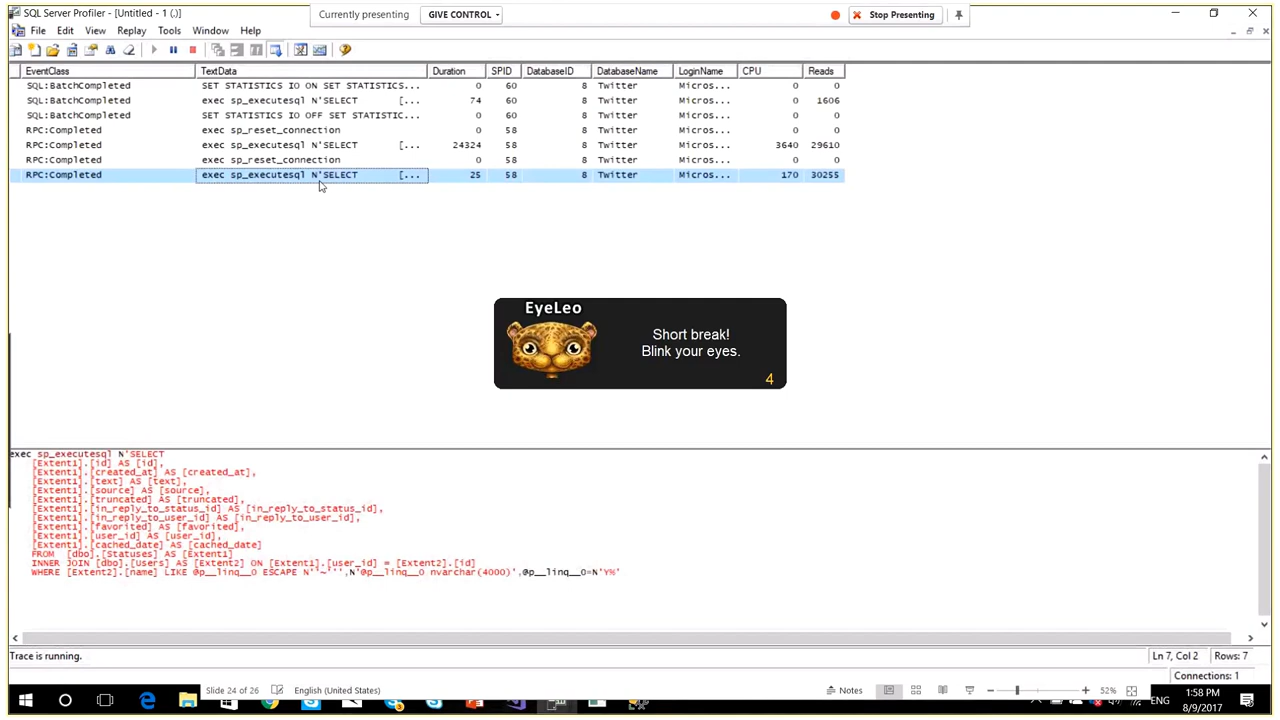 SQL Server Profiler - [Untitled - 1 (.)]
Currently presenting
GIVE CONTROL
Stop Presenting
File Edit View Replay Tools Window Help
EventClass TextData Duration SPID DatabaseID DatabaseName LoginName CPU Reads
SQL:BatchCompleted SET STATISTICS IO ON SET STATISTICS... 0 60 8 Twitter Micros... 0 0
SQL:BatchCompleted exec sp_executesql N'SELECT [... 74 60 8 Twitter Micros... 0 1606
SQL:BatchCompleted SET STATISTICS IO OFF SET STATISTIC... 0 60 8 Twitter Micros... 0 0
RPC:Completed exec sp_reset_connection 0 58 8 Twitter Micros... 0 0
RPC:Completed exec sp_executesql N'SELECT [... 24324 58 8 Twitter Micros... 3640 29610
RPC:Completed exec sp_reset_connection 0 58 8 Twitter Micros... 0 0
RPC:Completed exec sp_executesql N'SELECT [... 25 58 8 Twitter Micros... 170 30255
EyeLeo
Short break!
Blink your eyes.
4
exec sp_executesql N'SELECT
[Extent1].[id] AS [id],
[Extent1].[created_at] AS [created_at],
[Extent1].[text] AS [text],
[Extent1].[source] AS [source],
[Extent1].[truncated] AS [truncated],
[Extent1].[in_reply_to_status_id] AS [in_reply_to_status_id],
[Extent1].[in_reply_to_user_id] AS [in_reply_to_user_id],
[Extent1].[favorited] AS [favorited],
[Extent1].[user_id] AS [user_id],
[Extent1].[cached_date] AS [cached_date]
FROM [dbo].[Statuses] AS [Extent1]
INNER JOIN [dbo].[Users] AS [Extent2] ON [Extent1].[user_id] = [Extent2].[id]
WHERE [Extent2].[name] LIKE @p__linq__0 ESCAPE N''~''',N'@p__linq__0 nvarchar(4000)',@p__linq__0=N'Y%'
Trace is running.
Ln 7, Col 2 Rows: 7
Connections: 1
Slide 24 of 26 English (United States) Notes 52%
ENG
1:58 PM
8/9/2017